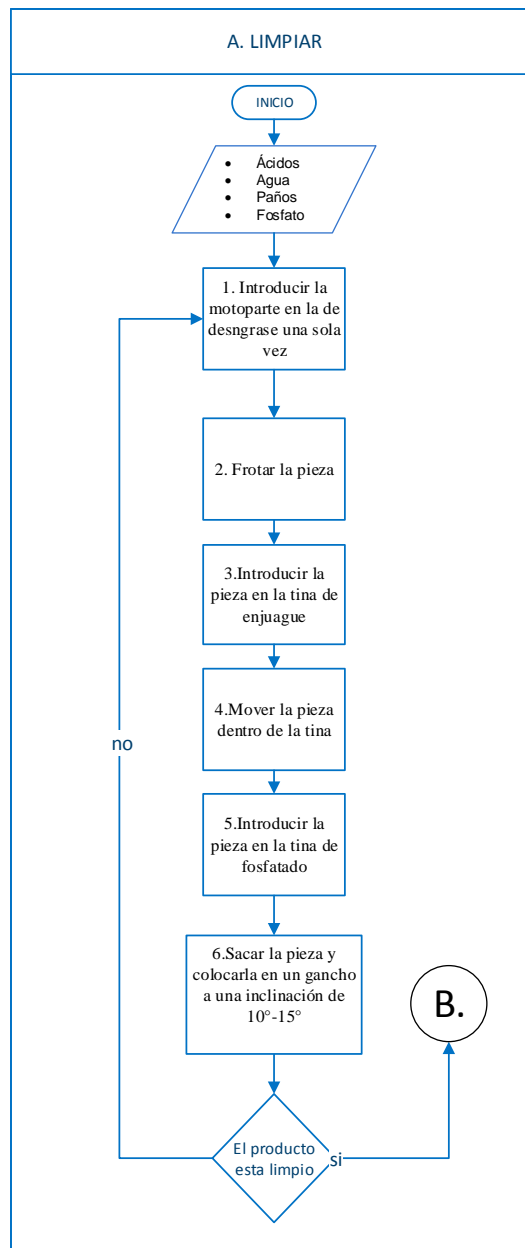 A. LIMPIAR
INICIO
• Ácidos
• Agua
• Paños
• Fosfato
1. Introducir la
motoparte en la de
desngrase una sola
vez
2. Frotar la pieza
3.Introducir la
pieza en la tina de
enjuague
4.Mover la pieza
dentro de la tina
no
5.Introducir la
pieza en la tina de
fosfatado
6.Sacar la pieza y
colocarla en un gancho
a una inclinación de
10°-15°
B.
El producto
esta limpio
si